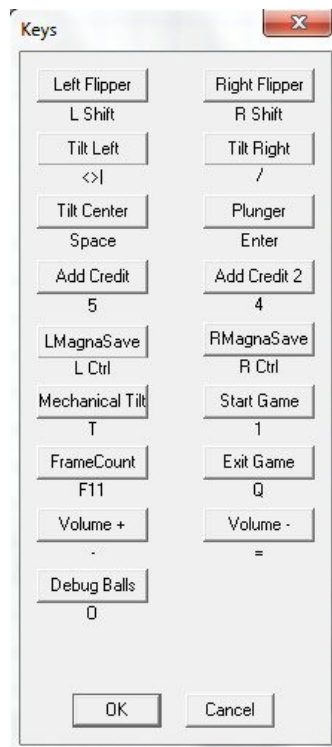 Keys
Left Flipper Right Flipper
L Shift R Shift
Tilt Left Tilt Right
<>| /
Tilt Center Plunger
Space Enter
Add Credit Add Credit 2
5 4
LMagnaSave RMagnaSave
L Ctrl R Ctrl
Mechanical Tilt Start Game
T 1
FrameCount Exit Game
F11 Q
Volume + Volume -
- =
Debug Balls
O
OK Cancel